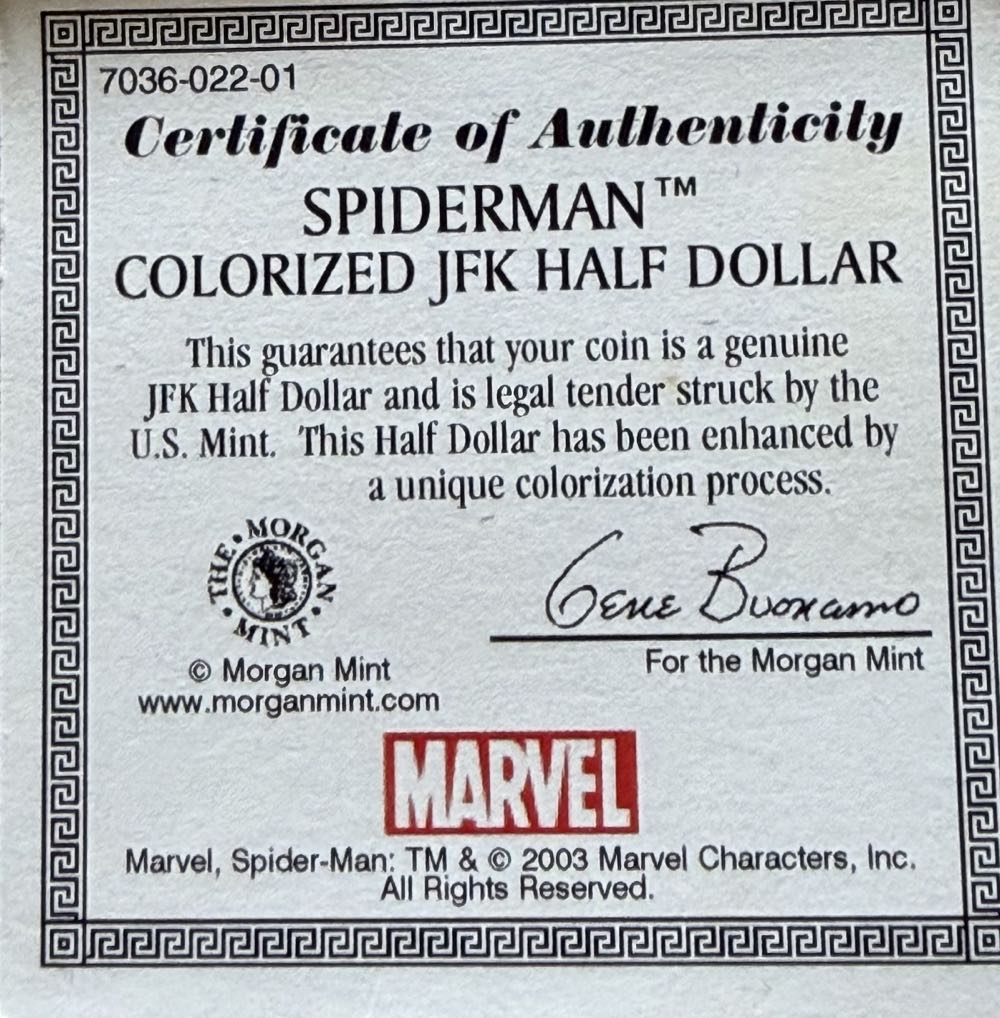 7036-022-01
Certificate of Authenticity
SPIDERMAN™
COLORIZED JFK HALF DOLLAR
This guarantees that your coin is a genuine
JFK Half Dollar and is legal tender struck by the
U.S. Mint. This Half Dollar has been enhanced by
a unique colorization process.
• THE • MORGAN • MINT
Gene Buonamo
© Morgan Mint
For the Morgan Mint
www.morganmint.com
MARVEL
Marvel, Spider-Man: TM & © 2003 Marvel Characters, Inc.
All Rights Reserved.